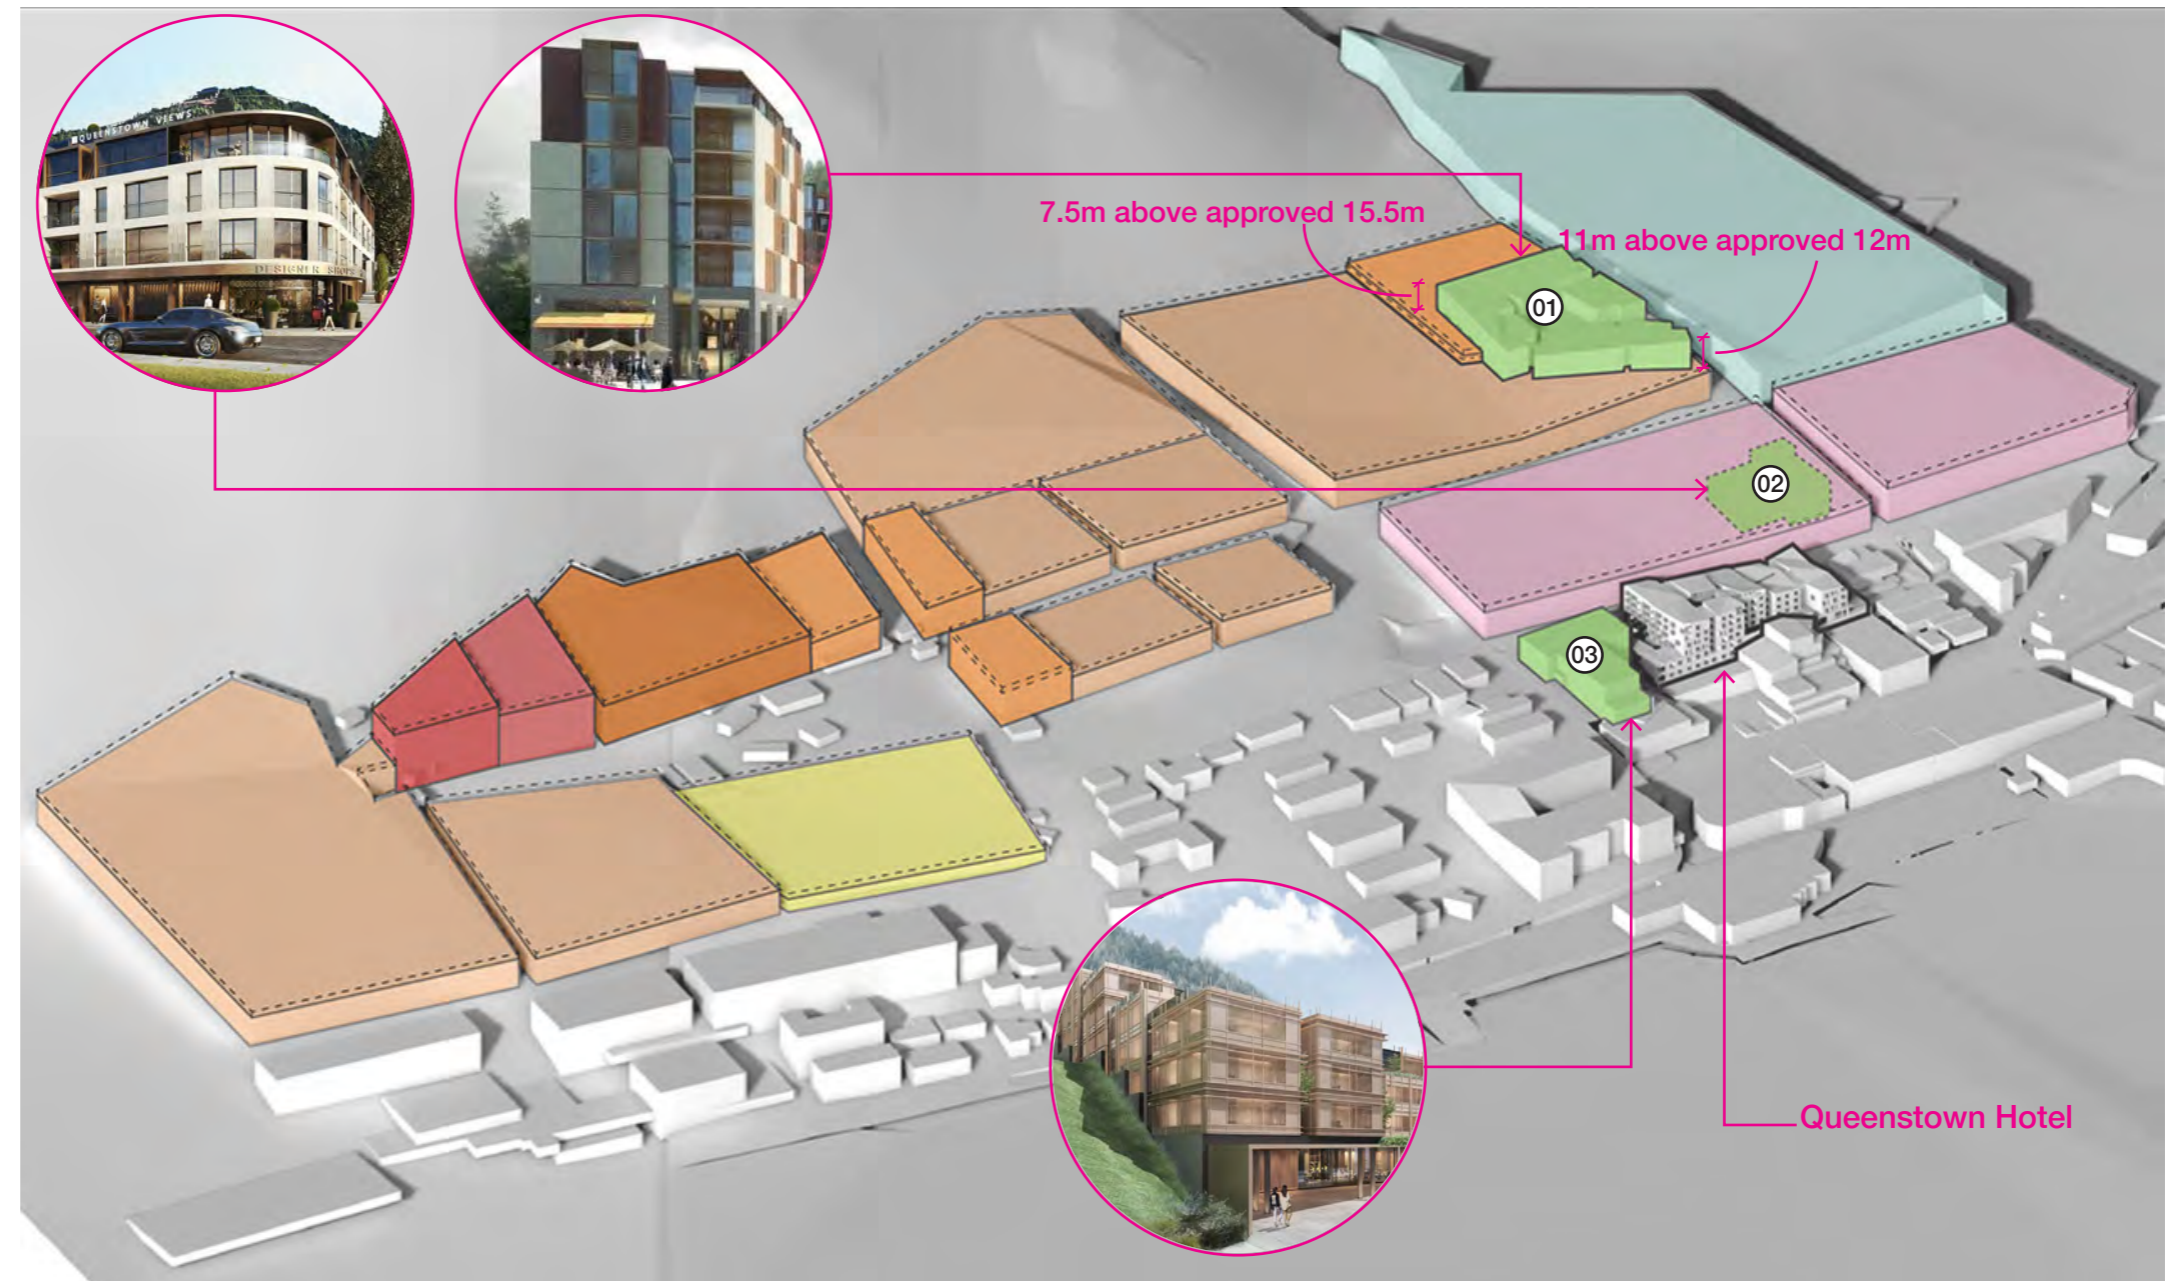 QUEENSTOWN VIEWS
DESIGNER SHOPS
7.5m above approved 15.5m
11m above approved 12m
01
02
03
Queenstown Hotel